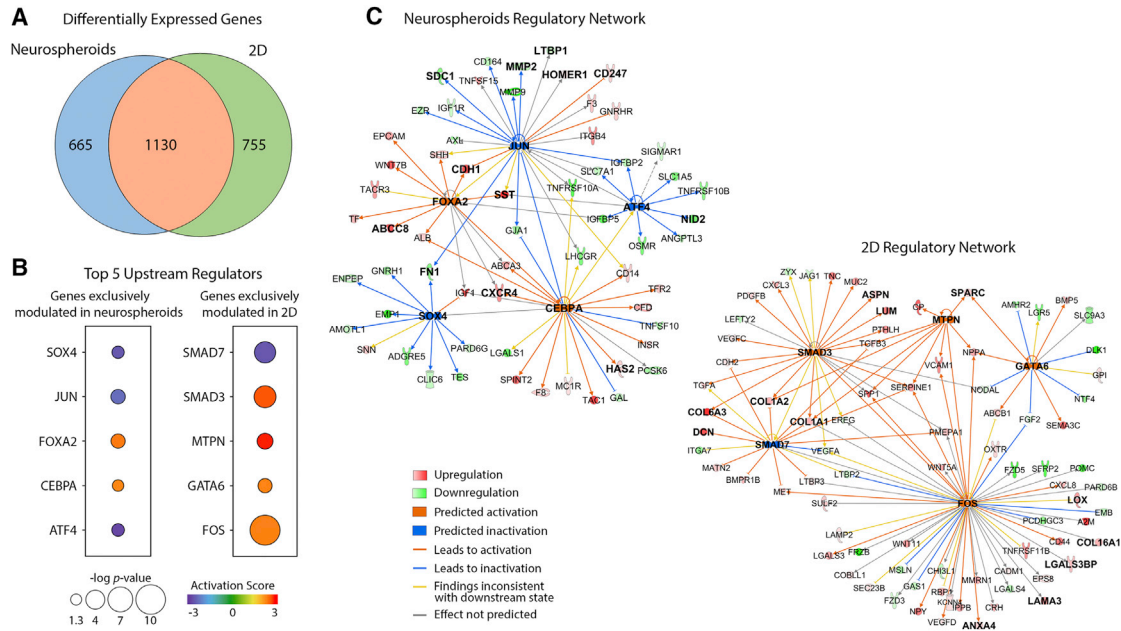 A
Differentially Expressed Genes
Neurospheroids
2D
665
1130
755
B
Top 5 Upstream Regulators
Genes exclusively
modulated in neurospheroids
Genes exclusively
modulated in 2D
SOX4
JUN
FOXA2
CEBPA
ATF4
SMAD7
SMAD3
MTPN
GATA6
FOS
-log p-value
1.3
4
7
10
Activation Score
-3
0
3
C
Neurospheroids Regulatory Network
LTBP1
CD164
MMP2
SDC1
TNFSF15
HOMER1
CD247
MMP9
EZR
IGF1R
F3
GNRHR
EPCAM
AXL
JUN
ITGB4
SHH
SIGMAR1
WNT7B
CDH1
IGFBP2
SLC7A1
SLC1A5
TACR3
TNFRSF10A
TNFRSF10B
FOXA2
SST
ATF4
TF
IGFBP5
NID2
ABCC8
GJA1
ANGPTL3
ALB
OSMR
LHCGR
GNRH1
FN1
ABCA3
CD14
ENPEP
TFR2
CXCR4
CEBPA
CFD
SOX4
TNFSF10
AMOTL1
INSR
SNN
PARD6G
LGALS1
ADGRE5
HAS2
CLIC6
TES
SPINT2
MC1R
PCSK6
F8
TAC1
GAL
Upregulation
Downregulation
Predicted activation
Predicted inactivation
Leads to activation
Leads to inactivation
Findings inconsistent
with downstream state
Effect not predicted
2D Regulatory Network
ZYX
JAG1
TNC
CXCL3
MUC2
PDGFB
ASPN
SPARC
CP
AMHR2
BMP5
LUM
LGR5
SLC9A3
LEFTY2
MTPN
PTHLH
VEGFC
TGFB3
SMAD3
NPPA
DLK1
CDH2
VCAM1
GATA6
GPI
TGFA
SERPINE1
NODAL
SPP1
NTF4
COL1A2
COL6A3
ABCB1
FGF2
SEMA3C
COL1A1
EREG
DCN
PMEPA1
SMAD7
OXTR
ITGA7
VEGFA
MATN2
WNT5A
FZD5
SFRP2
POMC
BMPR1B
LTBP2
LTBP3
CXCL8
PARD6B
MET
LOX
SULF2
FOS
EMB
PCDHGC3
A2M
LAMP2
CD44
COL16A1
WNT11
LGALS3
FRZB
TNFRSF11B
LGALS3BP
COBLL1
MSLN
CHI3L1
CADM1
EPS8
SEC23B
GAS1
RBP1
MMRN1
LGALS4
FZD3
PPBP
CRH
LAMA3
NPY
VEGFD
ANXA4